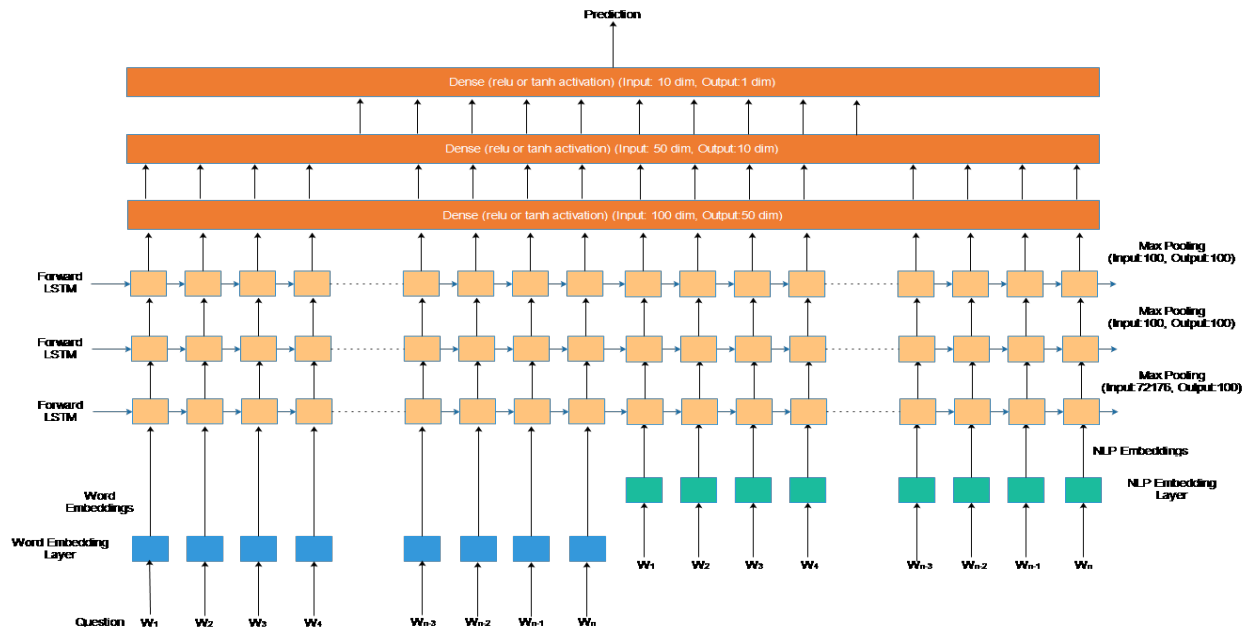 Prediction
Dense (relu or tanh activation) (Input: 10 dim, Output:1 dim)
Dense (relu or tanh activation) (Input: 50 dim, Output:10 dim)
Dense (relu or tanh activation) (Input: 100 dim, Output:50 dim)
Forward
LSTM
Max Pooling
(Input:100, Output:100)
Forward
LSTM
Max Pooling
(Input:100, Output:100)
Forward
LSTM
Max Pooling
(Input:72176, Output:100)
NLP Embeddings
Word
Embeddings
NLP Embedding
Layer
Word Embedding
Layer
W1 W2 W3 W4 Wn-3 Wn-2 Wn-1 Wn
Question W1 W2 W3 W4 Wn-3 Wn-2 Wn-1 Wn